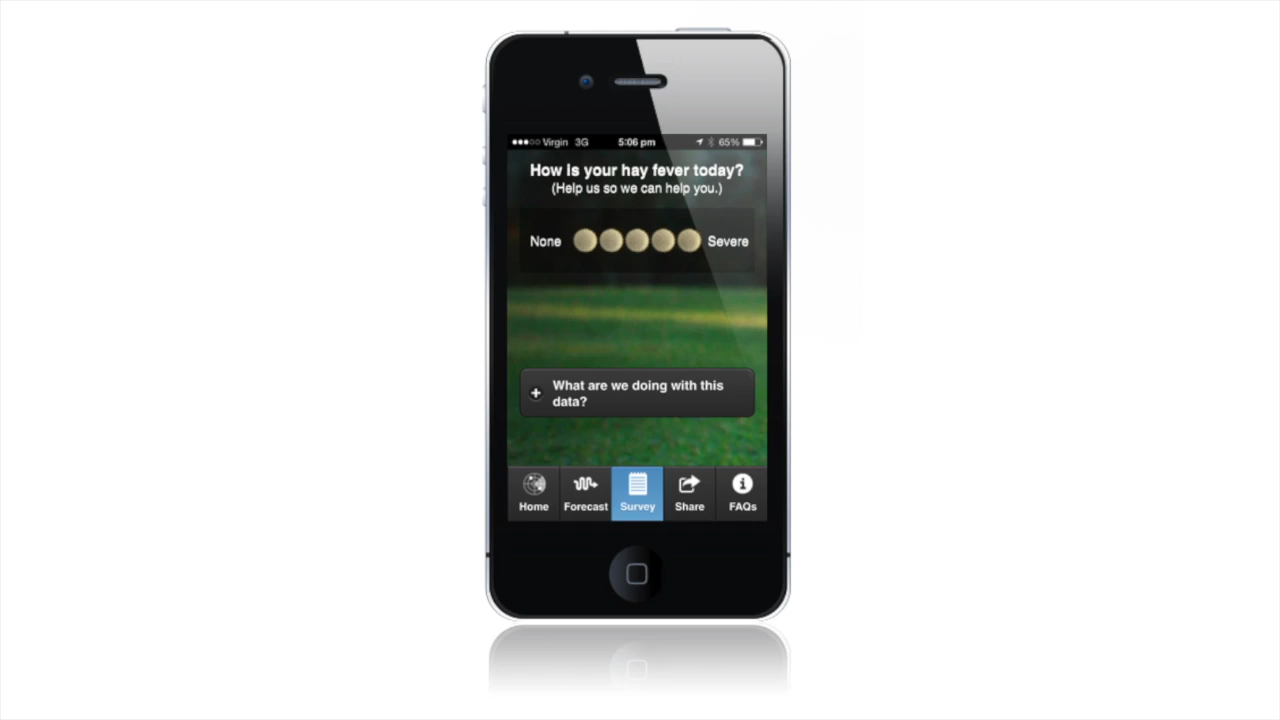 Virgin 3G 5:06 pm 65%
How is your hay fever today?
(Help us so we can help you.)
None Severe
What are we doing with this
data?
Home Forecast Survey Share FAQs